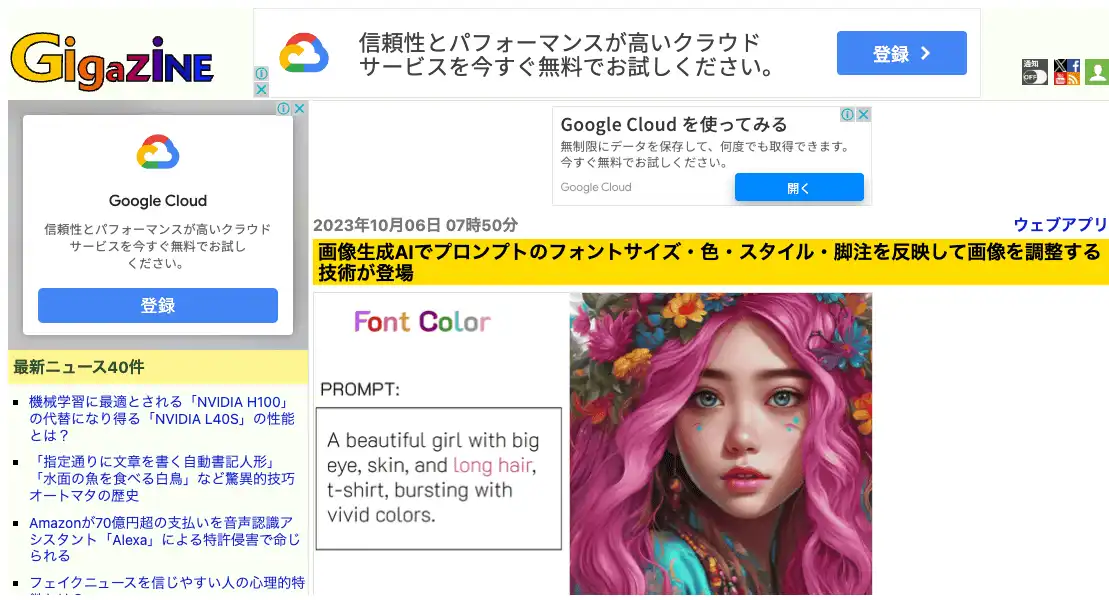 GigaZiNE
信頼性とパフォーマンスが高いクラウド
サービスを今すぐ無料でお試しください。
登録
通知
OFF
Google Cloud
信頼性とパフォーマンスが高いクラウド
サービスを今すぐ無料でお試し
ください。
登録
最新ニュース40件
機械学習に最適とされる「NVIDIA H100」
の代替になり得る「NVIDIA L40S」の性能
とは？
「指定通りに文章を書く自動書記人形」
「水面の魚を食べる白鳥」など驚異的技巧
オートマタの歴史
Amazonが70億円超の支払いを音声認識ア
シスタント「Alexa」による特許侵害で命じ
られる
フェイクニュースを信じやすい人の心理的特
Google Cloud を使ってみる
無制限にデータを保存して、何度でも取得できます。
今すぐ無料でお試しください。
Google Cloud
開く
2023年10月06日 07時50分
ウェブアプリ
画像生成AIでプロンプトのフォントサイズ・色・スタイル・脚注を反映して画像を調整する
技術が登場
Font Color
PROMPT:
A beautiful girl with big
eye, skin, and long hair,
t-shirt, bursting with
vivid colors.